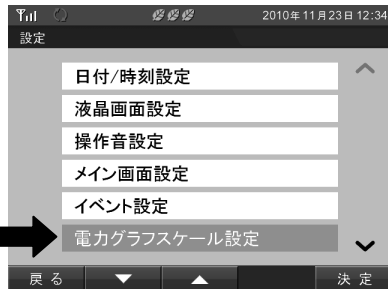 2010年11月23日 12:34
設定
日付/時刻設定
液晶画面設定
操作音設定
メイン画面設定
イベント設定
電力グラフスケール設定
戻る
決定